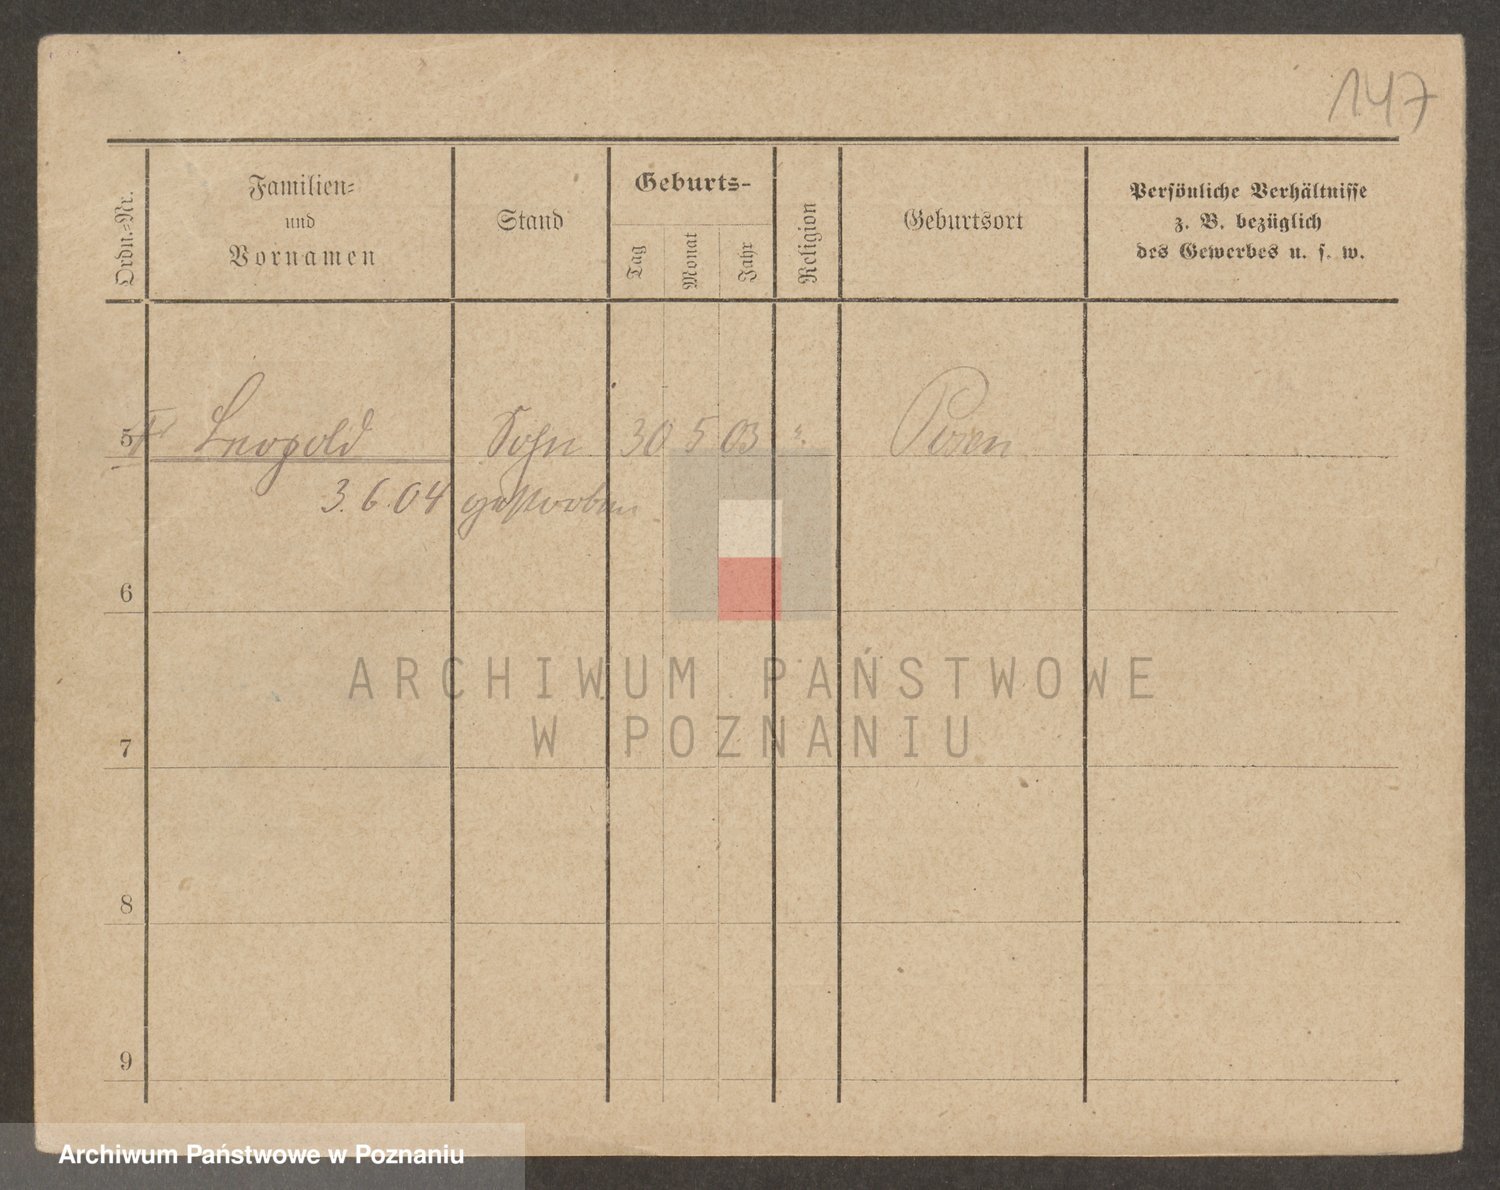 147
Ordn.=Nr.
Familien=
und
Vornamen
Stand
Geburts-
Tag
Monat
Jahr
Religion
Geburtsort
Persönliche Verhältnisse
z. B. bezüglich
des Gewerbes u. s. w.
5 Leopold Sohn 30 5 03 ". Posen
3.6.04 gestorben
6
ARCHIWUM PAŃSTWOWE
W POZNANIU
7
8
9
Archiwum Państwowe w Poznaniu